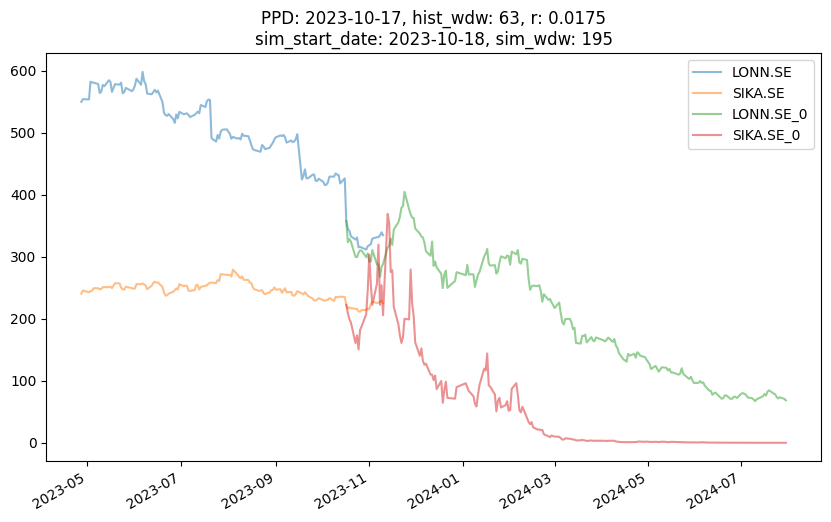 PPD: 2023-10-17, hist_wdw: 63, r: 0.0175
sim_start_date: 2023-10-18, sim_wdw: 195
LONN.SE
SIKA.SE
LONN.SE_0
SIKA.SE_0
600
500
400
300
200
100
0
2023-05
2023-07
2023-09
2023-11
2024-01
2024-03
2024-05
2024-07